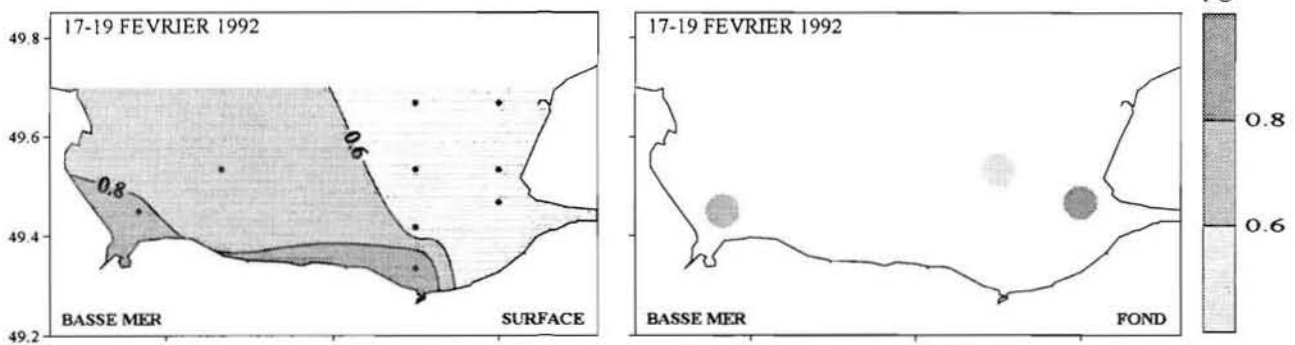 17-19 FEVRIER 1992
49.8
49.6
49.4
49.2
0.6
0.8
BASSE MER
SURFACE
17-19 FEVRIER 1992
BASSE MER
FOND
0.8
0.6